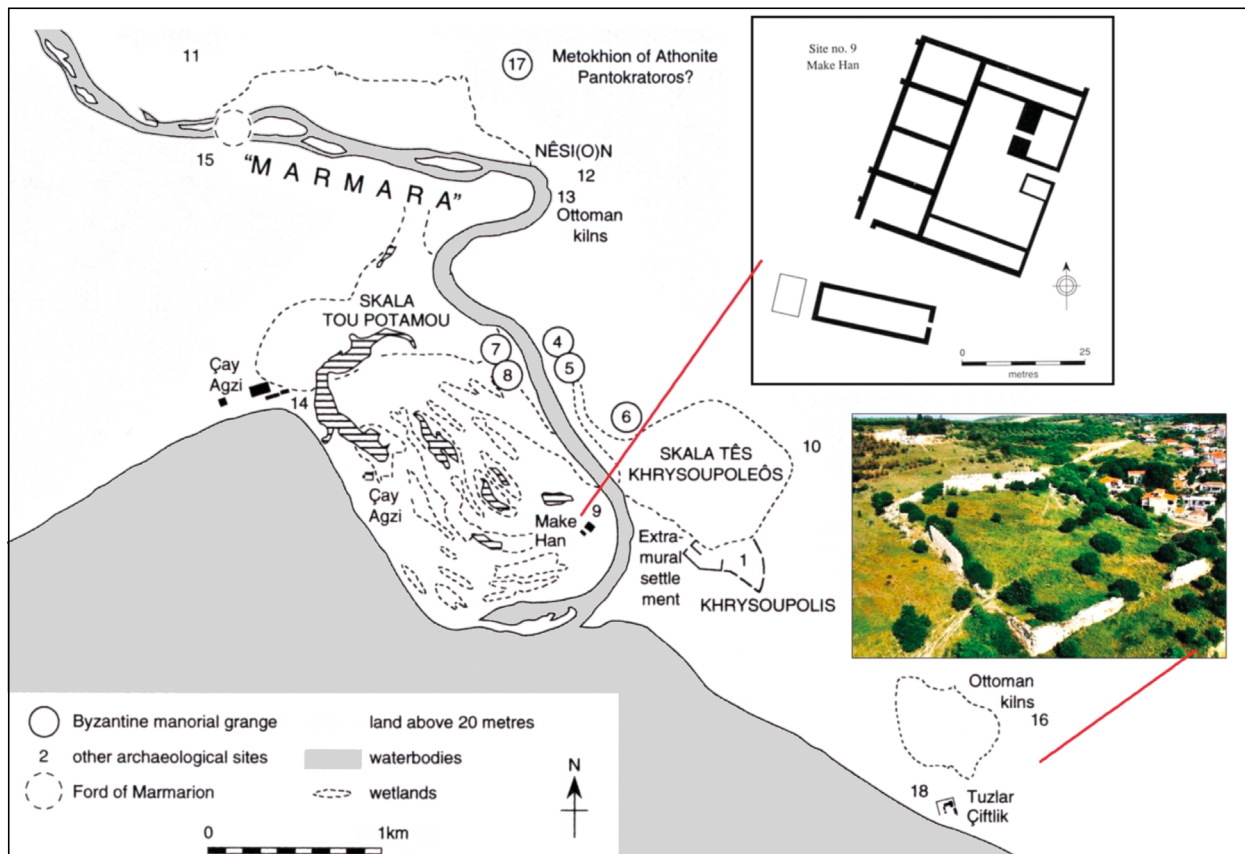 11
17
Metokhion of Athonite
Pantokratoros?
15
"MARMARA"
NÊSI(O)N
12
13
Ottoman
kilns
SKALA
TOU POTAMOU
Çay
Agzi
14
7
8
4
5
6
SKALA TÊS
KHRYSOUPOLEÔS
10
Çay
Agzi
Make
Han
9
Extra-
mural
settle
ment
1
KHRYSOUPOLIS
Site no. 9
Make Han
0 25
metres
Ottoman
kilns
16
18
Tuzlar
Çiftlik
Byzantine manorial grange
2 other archaeological sites
Ford of Marmarion
land above 20 metres
waterbodies
wetlands
N
0 1km